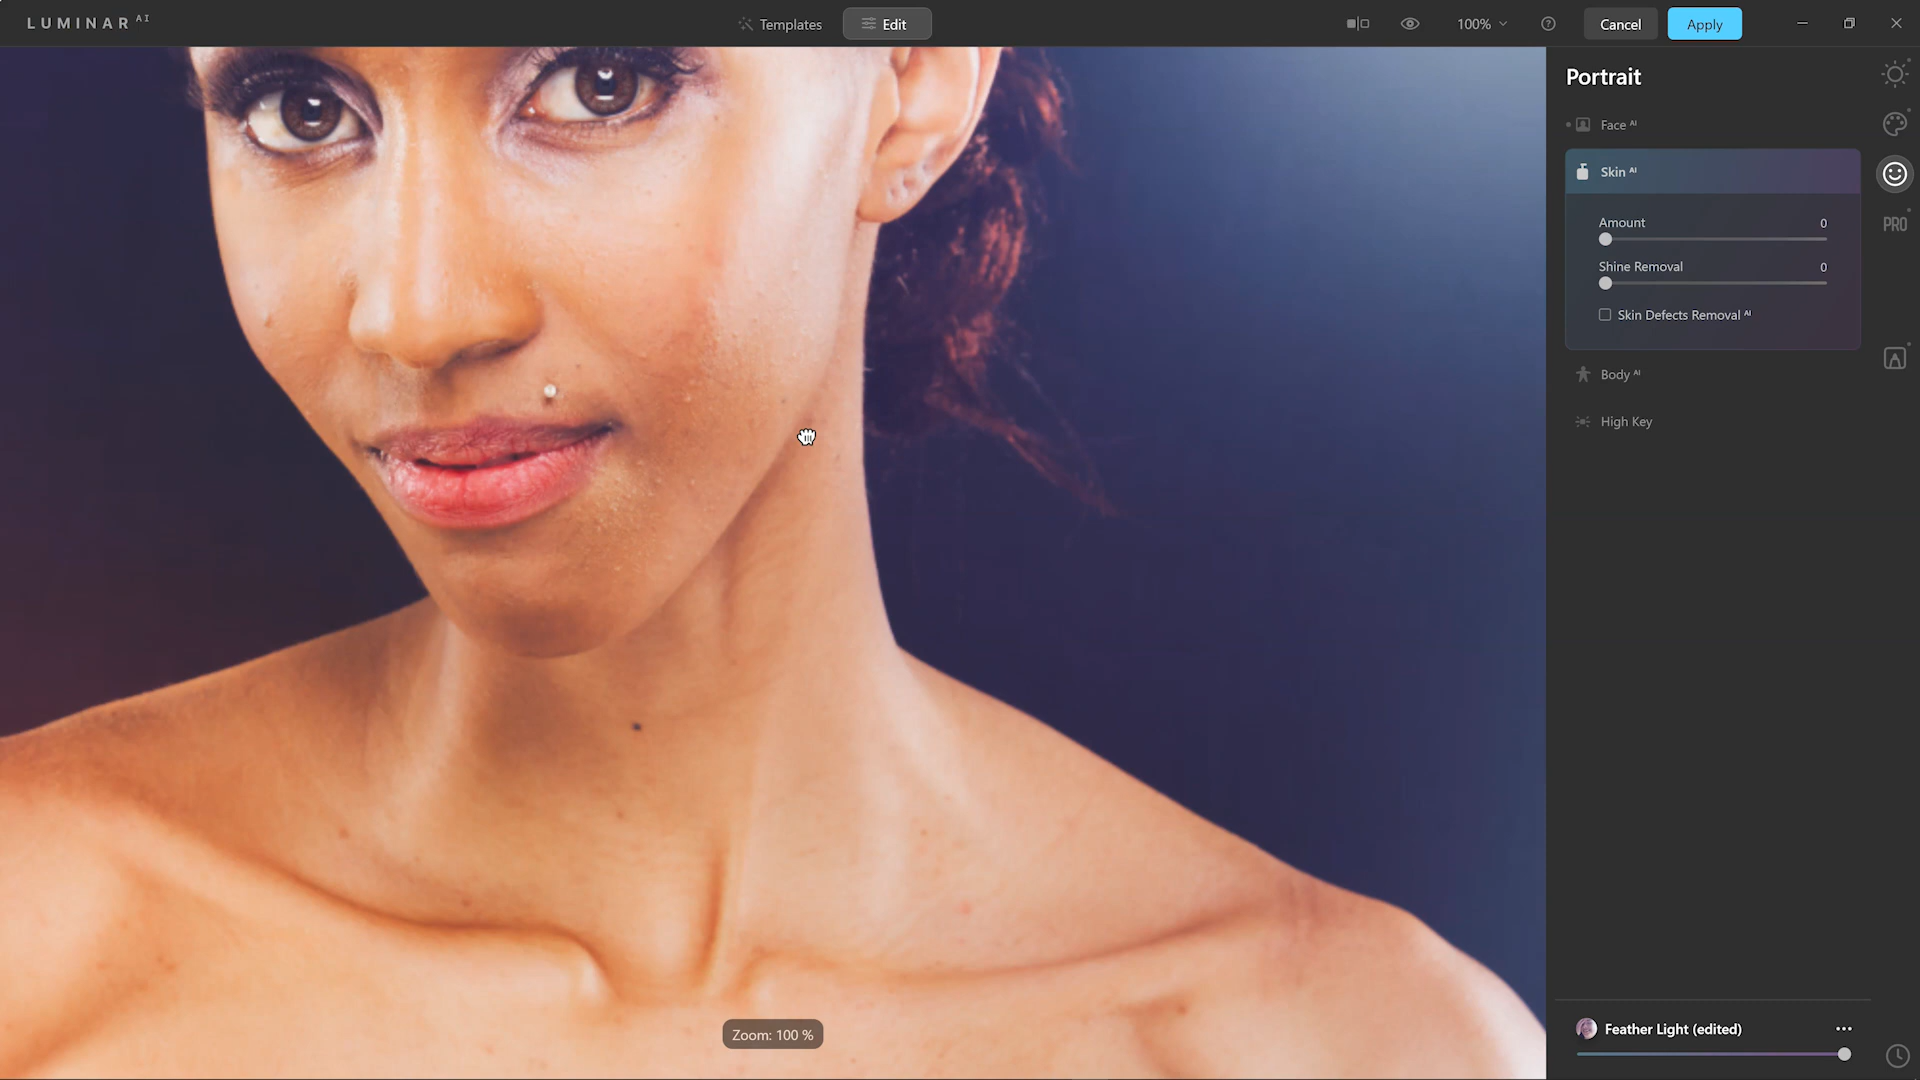 LUMINAR AI
Templates
Edit
100%
Cancel
Apply
Portrait
Face AI
Skin AI
Amount 0
Shine Removal 0
Skin Defects Removal AI
Body AI
High Key
PRO
Zoom: 100 %
Feather Light (edited)